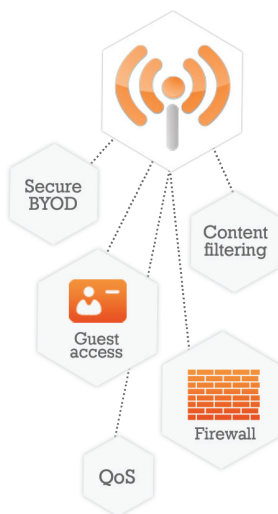 Secure
BYOD
Content
filtering
Guest
access
Firewall
QoS